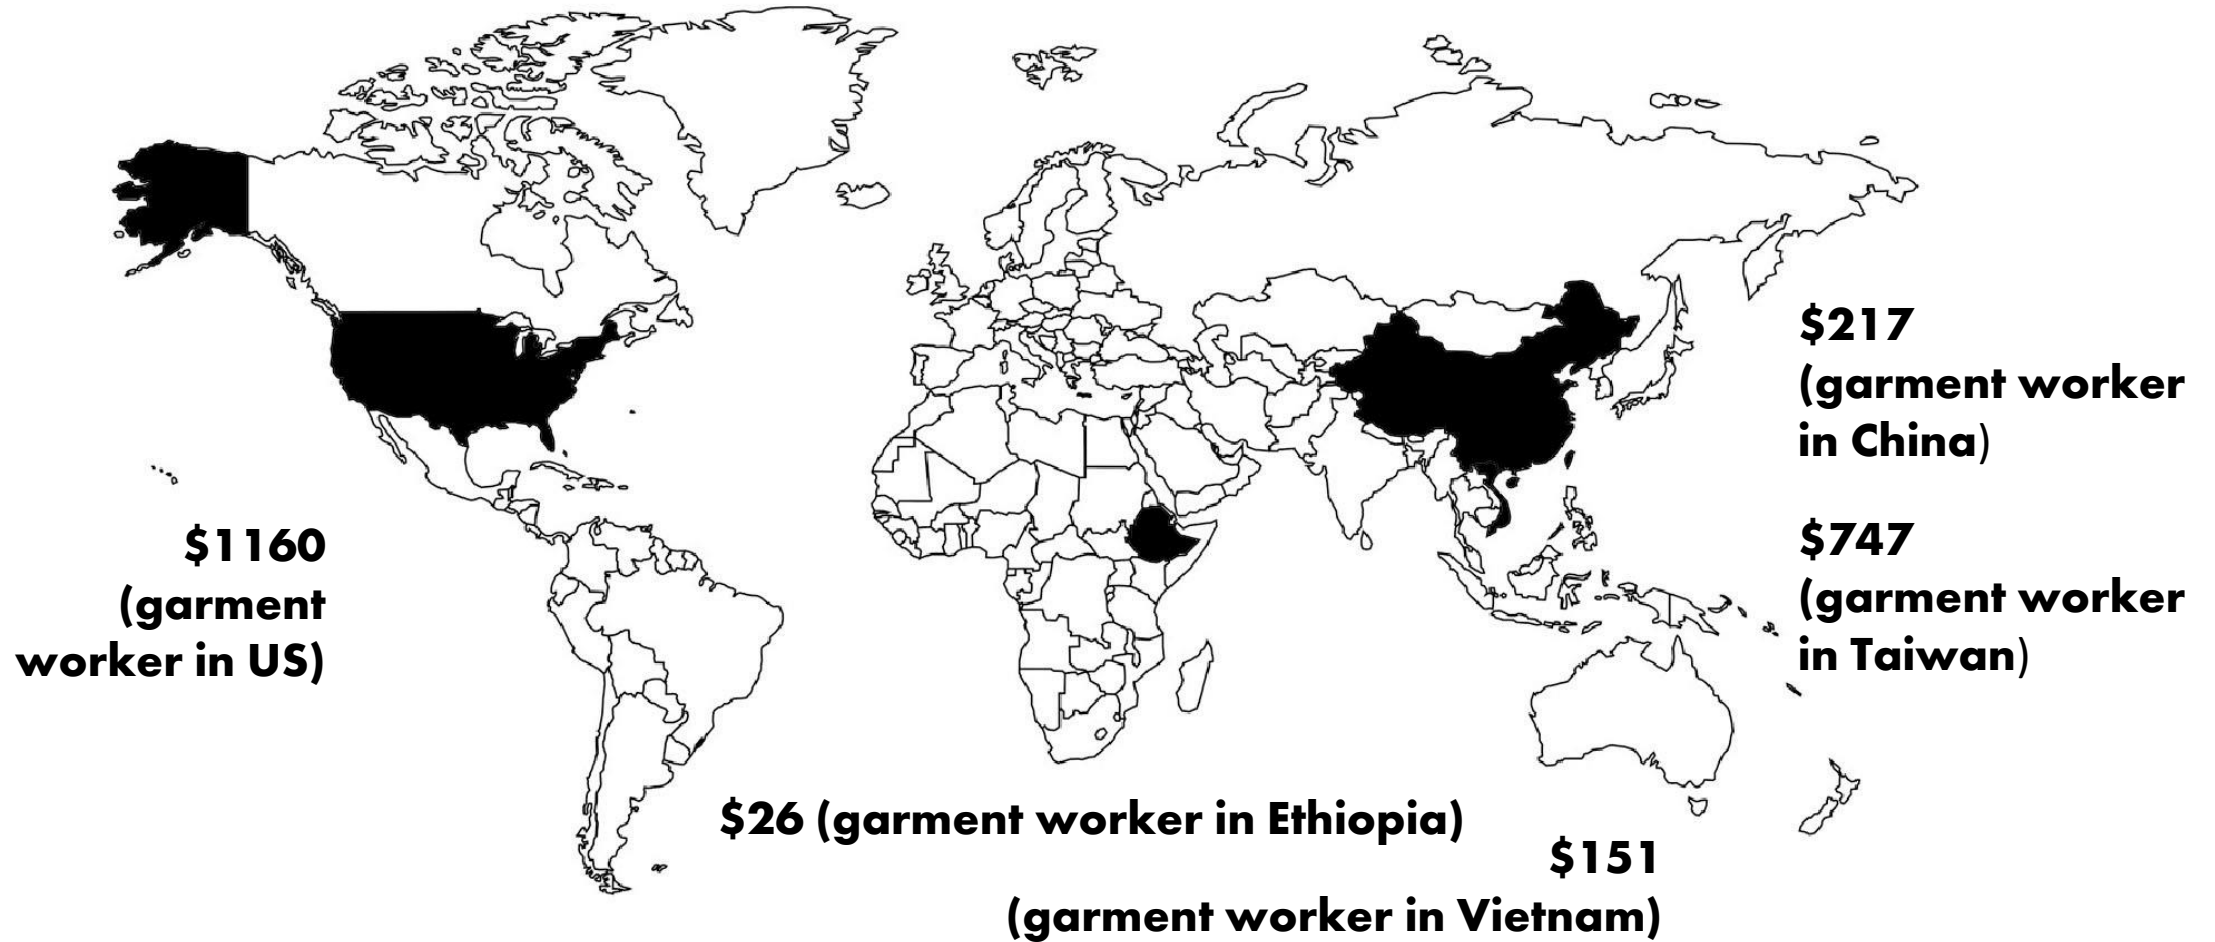 $217
(garment worker
in China)
$1160
(garment
worker in US)
$747
(garment worker
in Taiwan)
$26 (garment worker in Ethiopia)
$151
(garment worker in Vietnam)